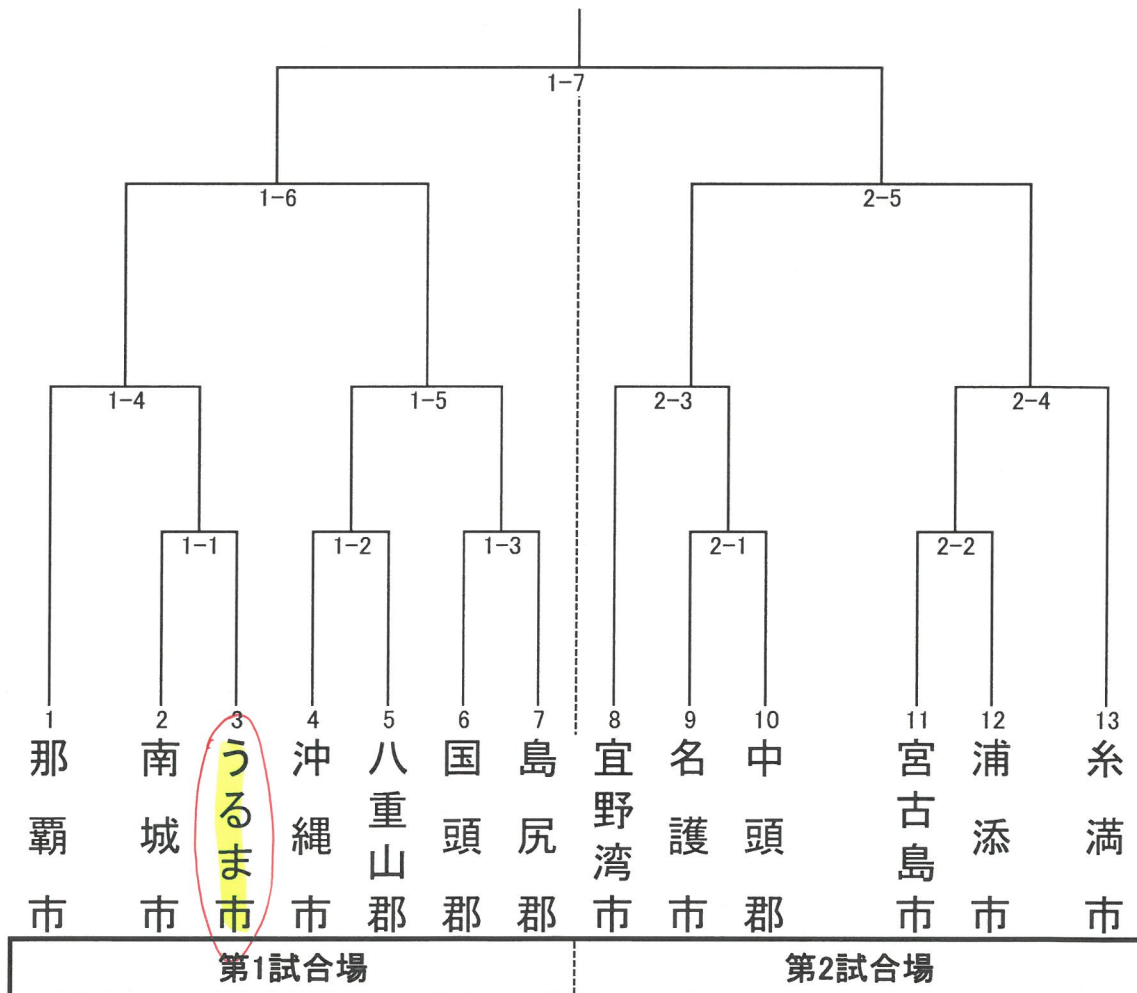 1-7
1-6
2-5
1-4
1-5
2-3
2-4
1-1
1-2
1-3
2-1
2-2
1
2
3
4
5
6
7
8
9
10
11
12
13
那覇市
南城市
うるま市
沖縄市
八重山郡
国頭郡
島尻郡
宜野湾市
名護市
中頭郡
宮古島市
浦添市
糸満市
第1試合場
第2試合場